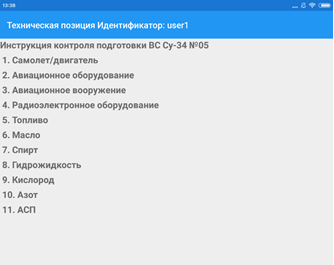 13:38
Техническая позиция Идентификатор: user1
Инструкция контроля подготовки ВС Су-34 №05
1. Самолет/двигатель
2. Авиационное оборудование
3. Авиационное вооружение
4. Радиоэлектронное оборудование
5. Топливо
6. Масло
7. Спирт
8. Гидрожидкость
9. Кислород
10. Азот
11. АСП